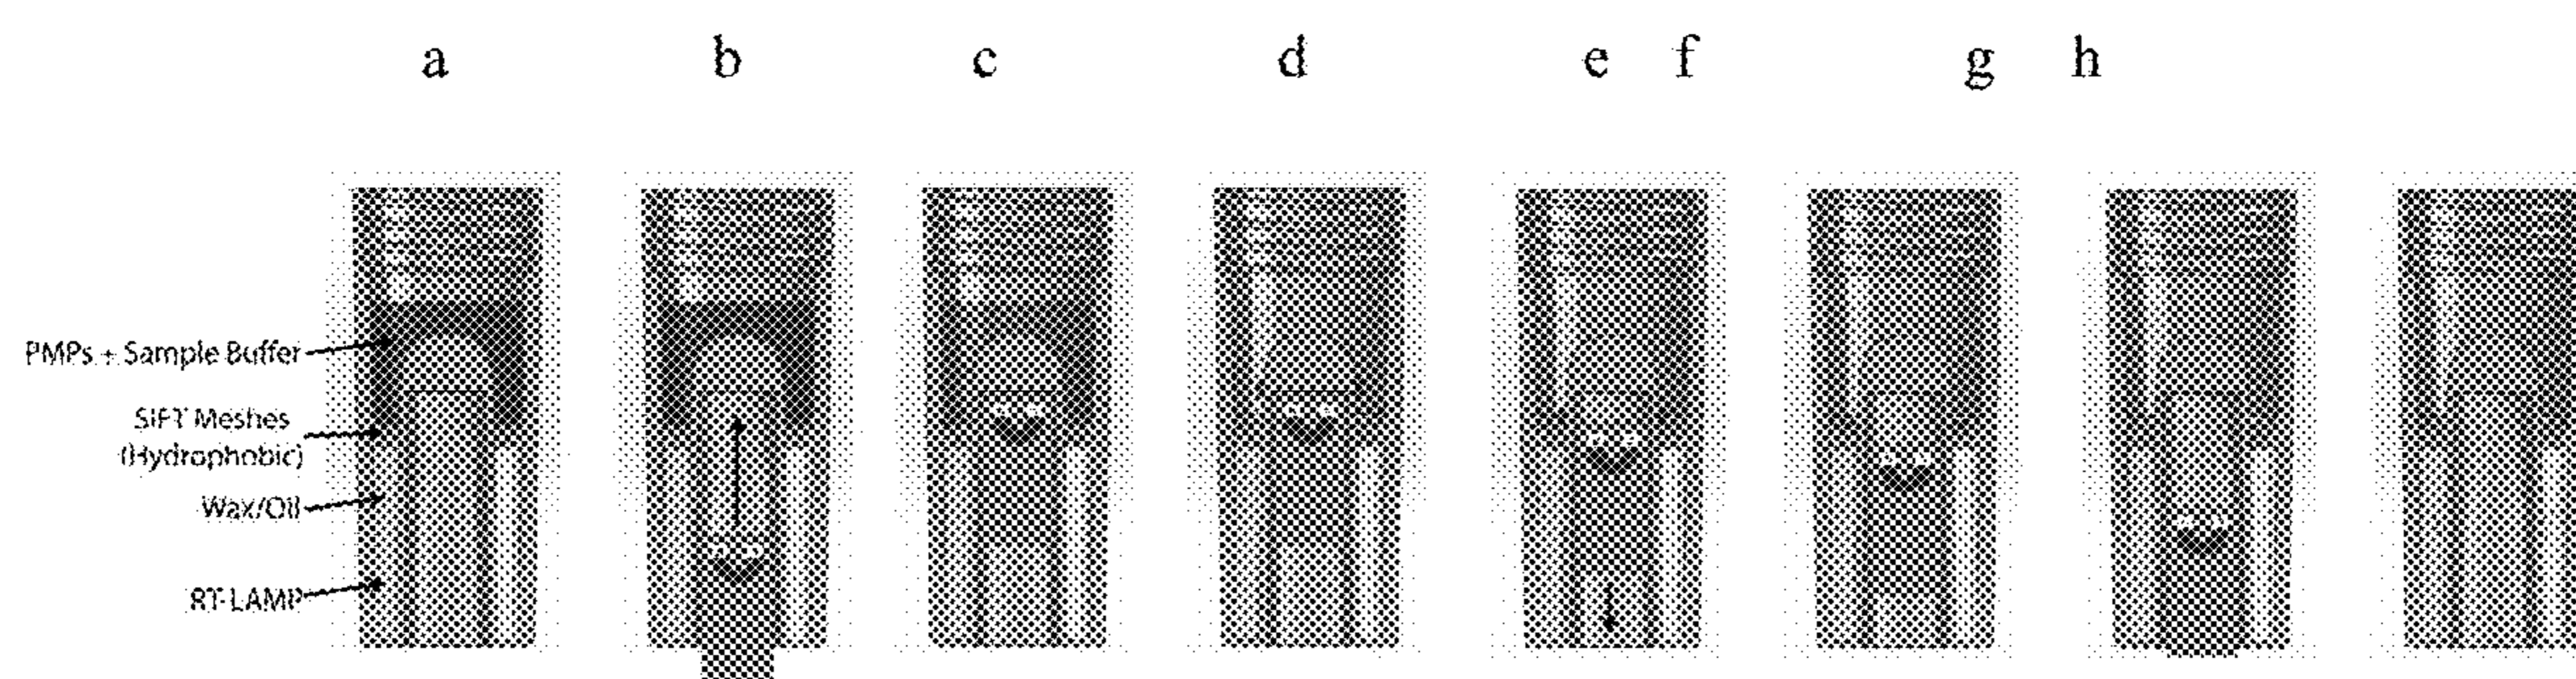 a b c d e f g h
PMPs + Sample Buffer
SIFT Meshes
(Hydrophobic)
Wax/Oil
RT-LAMP